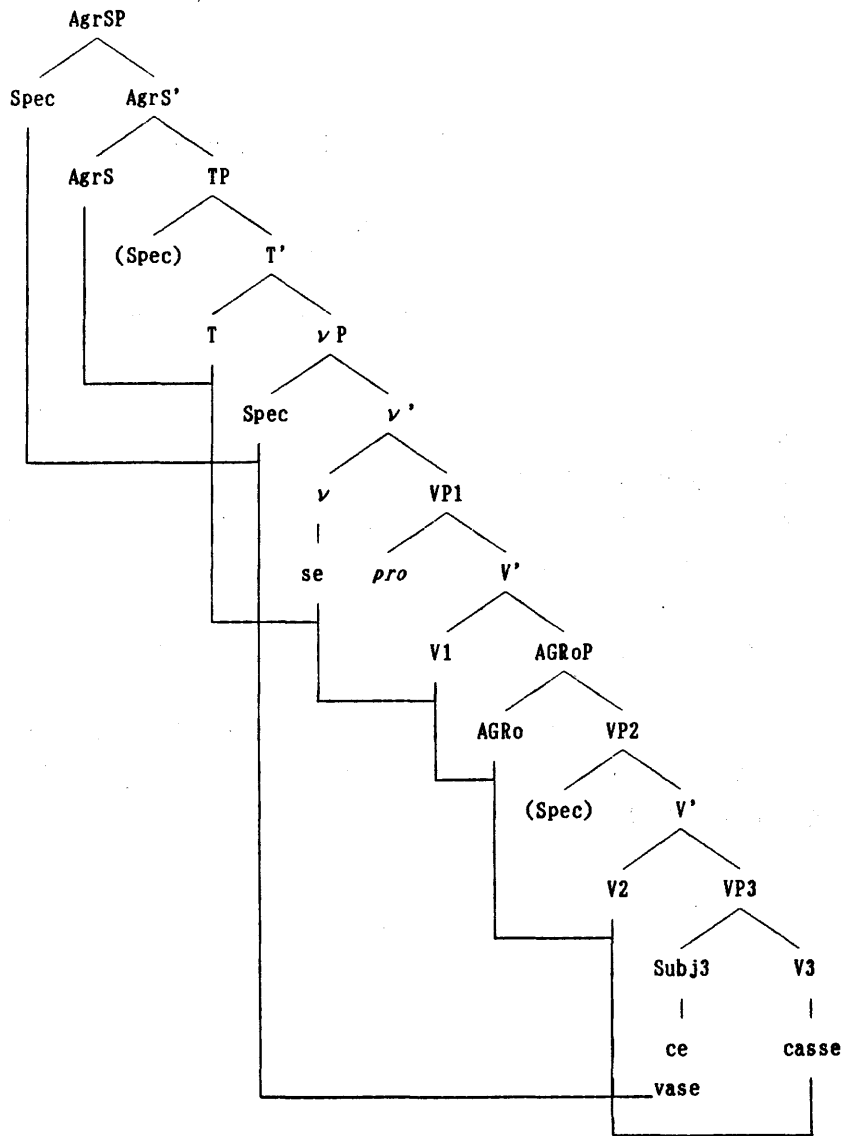 AgrSP
Spec AgrS'
AgrS TP
(Spec) T'
T νP
Spec ν'
ν VP1
se pro V'
V1 AGRoP
AGRo VP2
(Spec) V'
V2 VP3
Subj3 V3
ce casse
vase